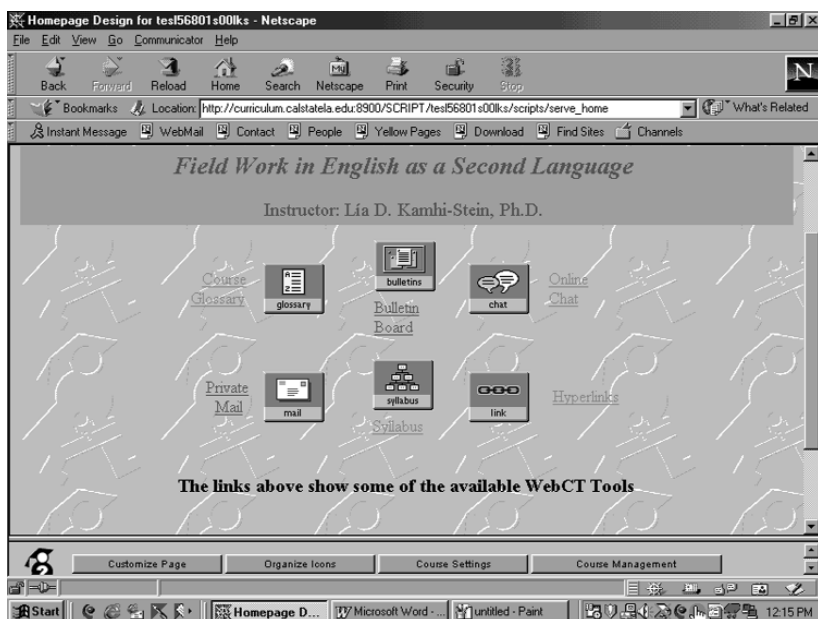 Homepage Design for tesl56801s00lks - Netscape
File Edit View Go Communicator Help
Back Forward Reload Home Search Netscape Print Security Stop
Bookmarks Location: http://curriculum.calstatela.edu:8900/SCRIPT/tesl56801s00lks/scripts/serve_home What's Related
Instant Message WebMail Contact People Yellow Pages Download Find Sites Channels
Field Work in English as a Second Language
Instructor: Lía D. Kamhi-Stein, Ph.D.
Course
Glossary
glossary
bulletins
Bulletin
Board
chat
Online
Chat
Private
Mail
mail
syllabus
Syllabus
link
Hyperlinks
The links above show some of the available WebCT Tools
Customize Page Organize Icons Course Settings Course Management
Start Homepage D... Microsoft Word - ... untitled - Paint 12:15 PM